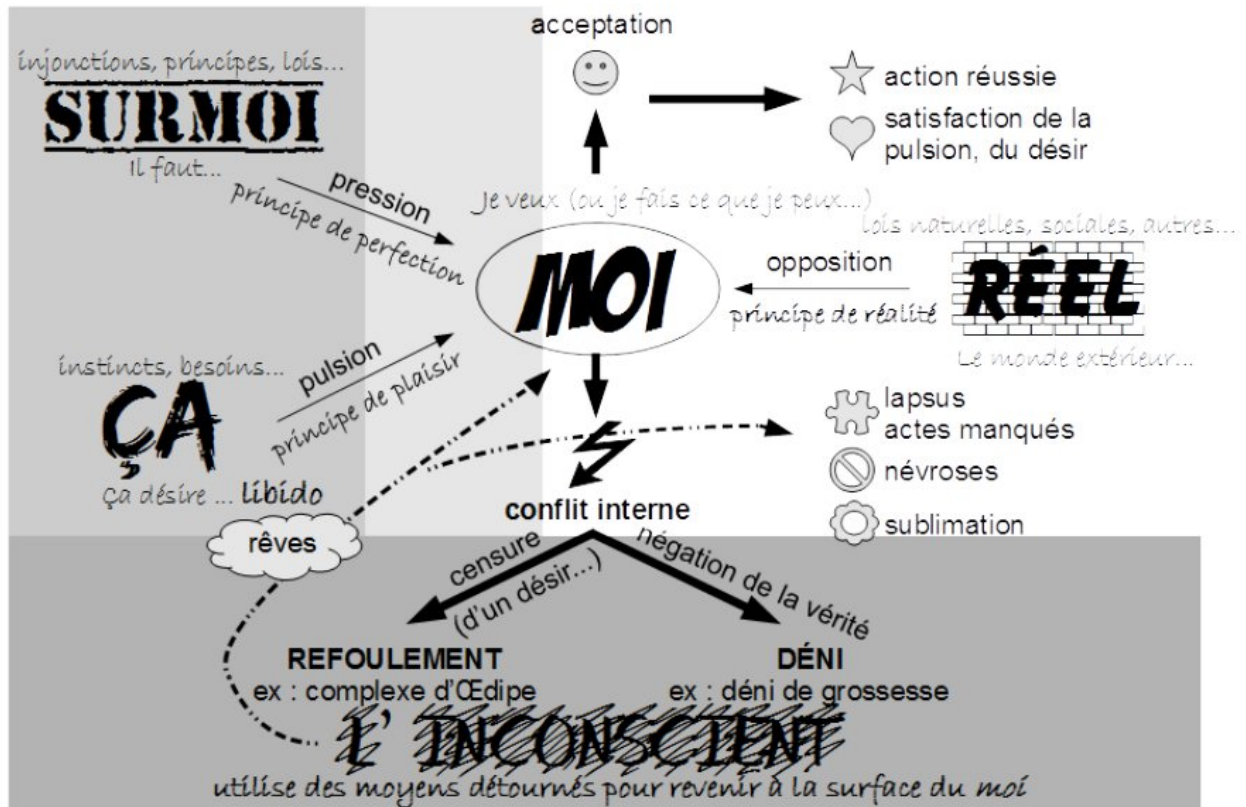 acceptation
injonctions, principes, lois...
SURMOI
Il faut...
action réussie
satisfaction de la
pulsion, du désir
pression
principe de perfection
Je veux (ou je fais ce que je peux...)
MOI
lois naturelles, sociales, autres...
opposition
RÉEL
principe de réalité
Le monde extérieur...
instincts, besoins...
ÇA
pulsion
principe de plaisir
Ça désire ... libido
rêves
lapsus
actes manqués
névroses
sublimation
conflit interne
censure
(d'un désir...)
négation de la vérité
REFOULEMENT
ex : complexe d'Œdipe
DÉNI
ex : déni de grossesse
L' INCONSCIENT
utilise des moyens détournés pour revenir à la surface du moi